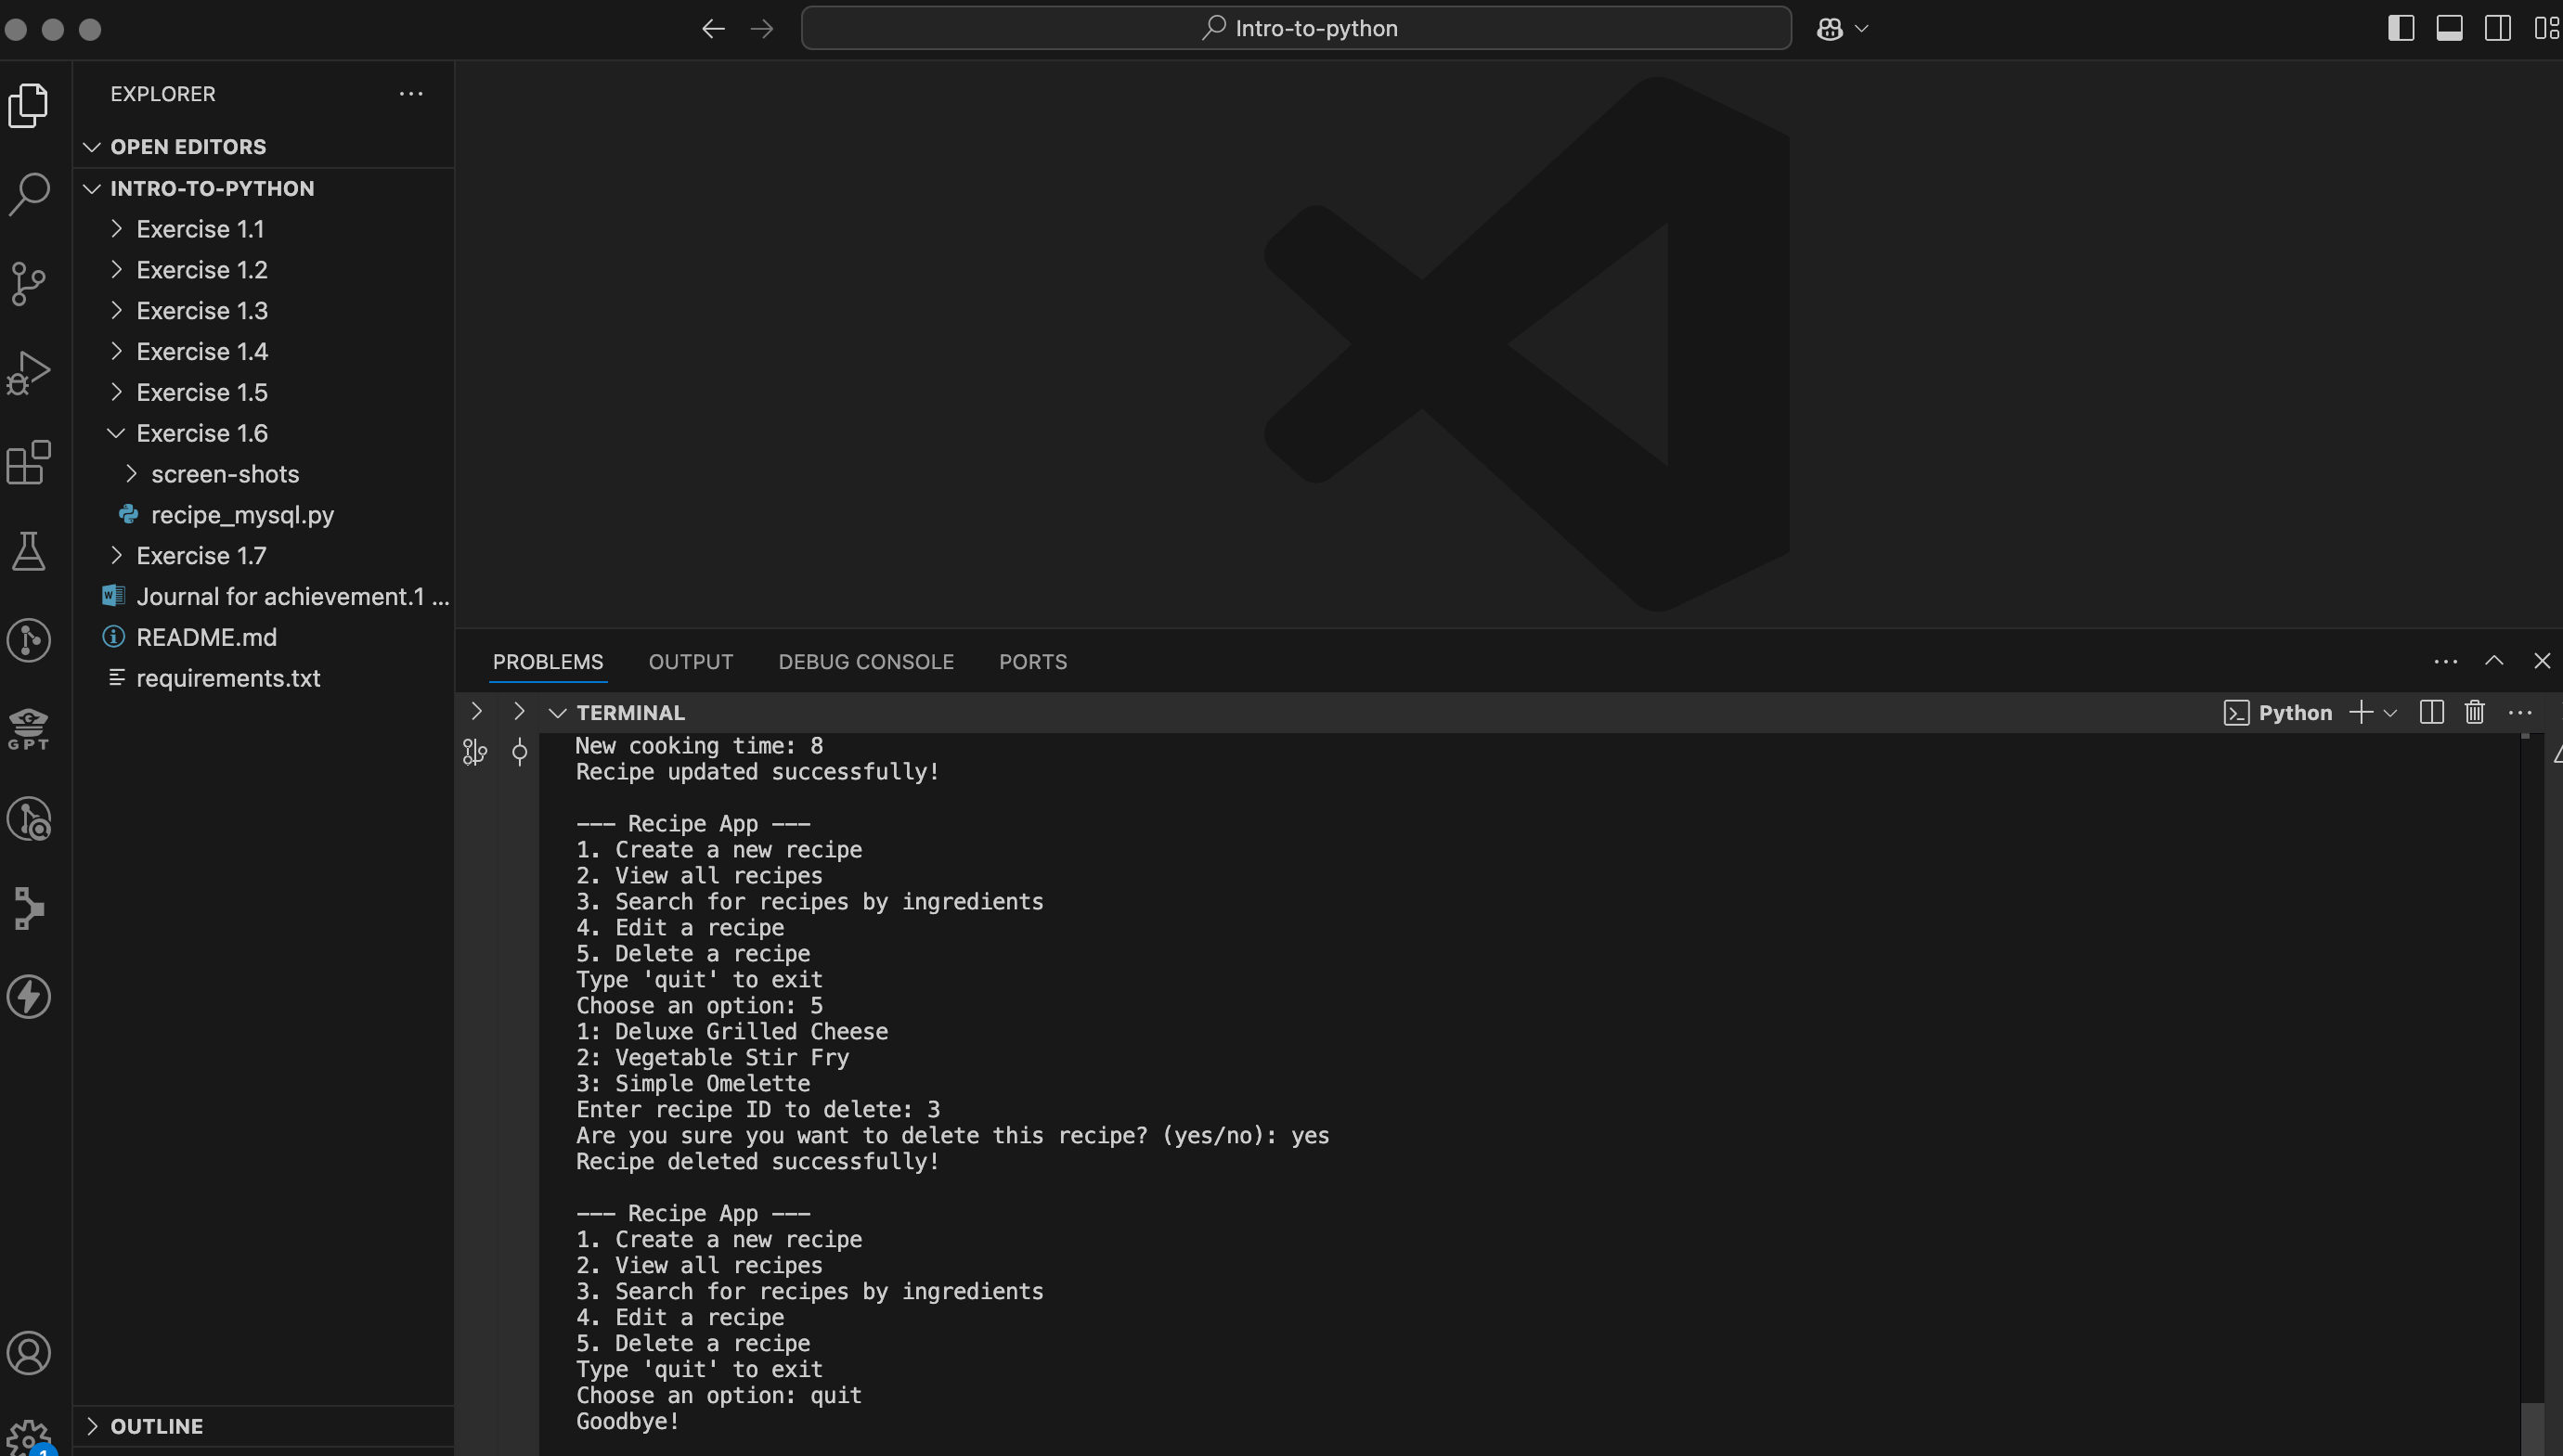 Intro-to-python
EXPLORER
OPEN EDITORS
INTRO-TO-PYTHON
Exercise 1.1
Exercise 1.2
Exercise 1.3
Exercise 1.4
Exercise 1.5
Exercise 1.6
screen-shots
recipe_mysql.py
Exercise 1.7
Journal for achievement.1 ...
README.md
requirements.txt
OUTLINE
GPT
1
PROBLEMS
OUTPUT
DEBUG CONSOLE
PORTS
TERMINAL
Python
New cooking time: 8
Recipe updated successfully!
--- Recipe App ---
1. Create a new recipe
2. View all recipes
3. Search for recipes by ingredients
4. Edit a recipe
5. Delete a recipe
Type 'quit' to exit
Choose an option: 5
1: Deluxe Grilled Cheese
2: Vegetable Stir Fry
3: Simple Omelette
Enter recipe ID to delete: 3
Are you sure you want to delete this recipe? (yes/no): yes
Recipe deleted successfully!
--- Recipe App ---
1. Create a new recipe
2. View all recipes
3. Search for recipes by ingredients
4. Edit a recipe
5. Delete a recipe
Type 'quit' to exit
Choose an option: quit
Goodbye!